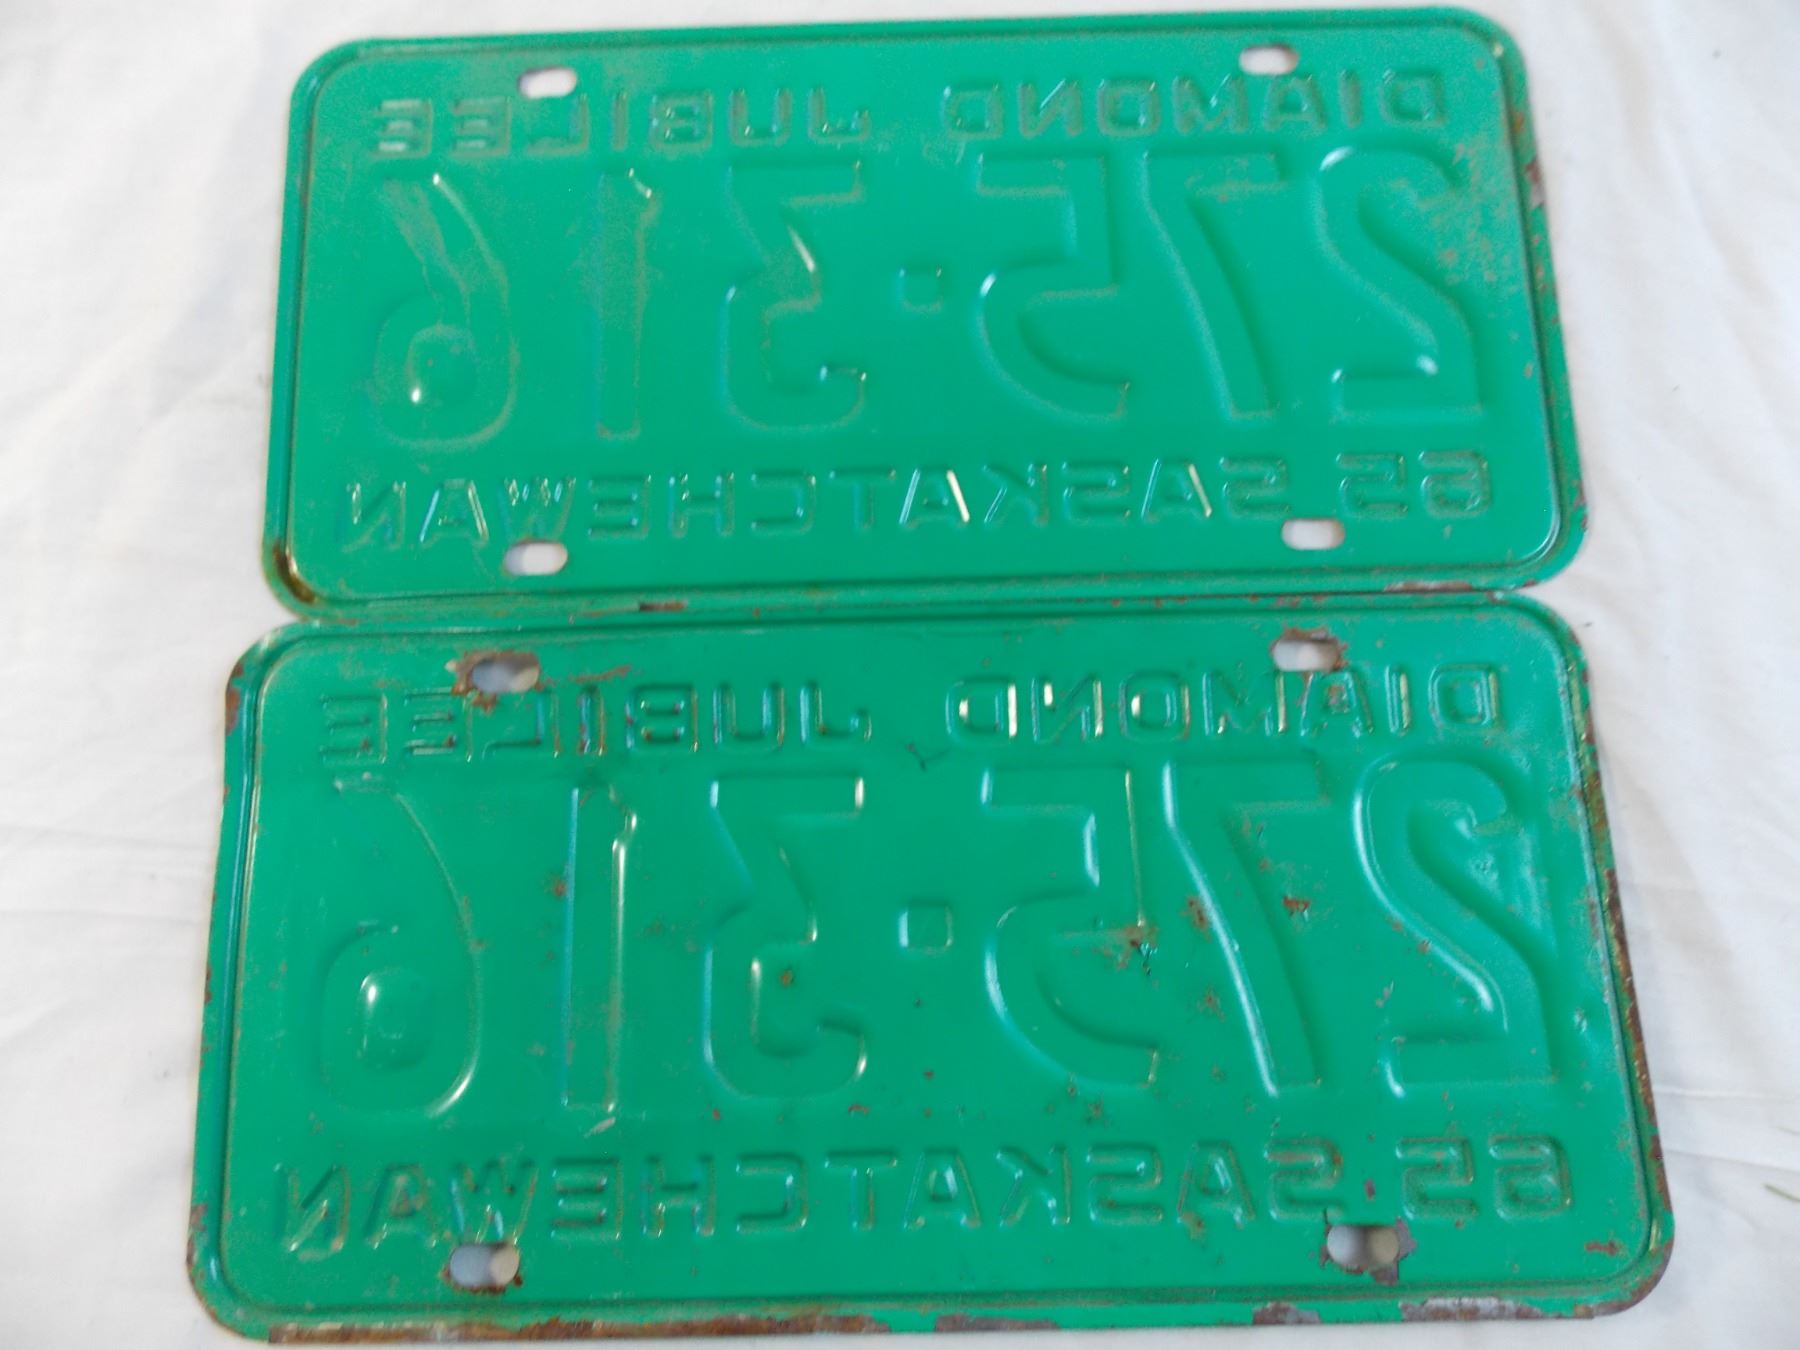 DIAMOND JUBILEE
275·316
65 SASKATCHEWAN
DIAMOND JUBILEE
275·316
65 SASKATCHEWAN